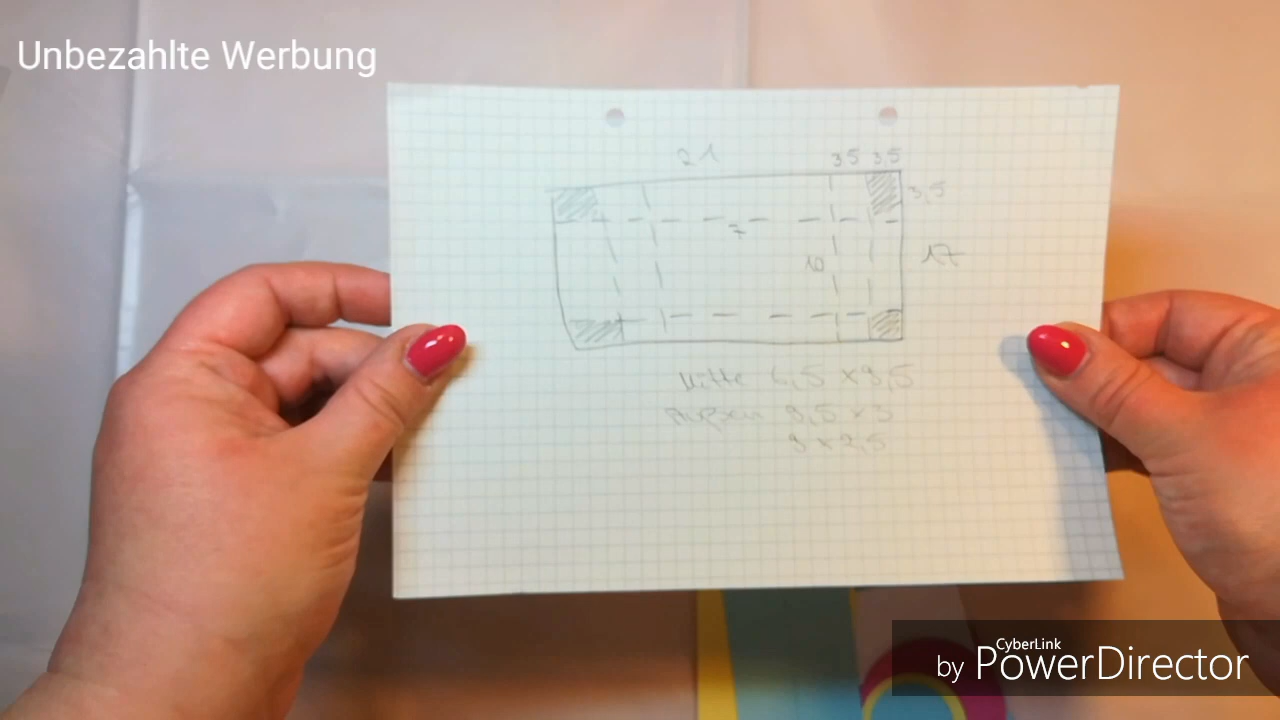 Unbezahlte Werbung
21
3,5 3,5
3,5
7
10
17
Mitte 6,5 x 9,5
Außen 9,5 x 3
9 x 2,5
by CyberLink PowerDirector